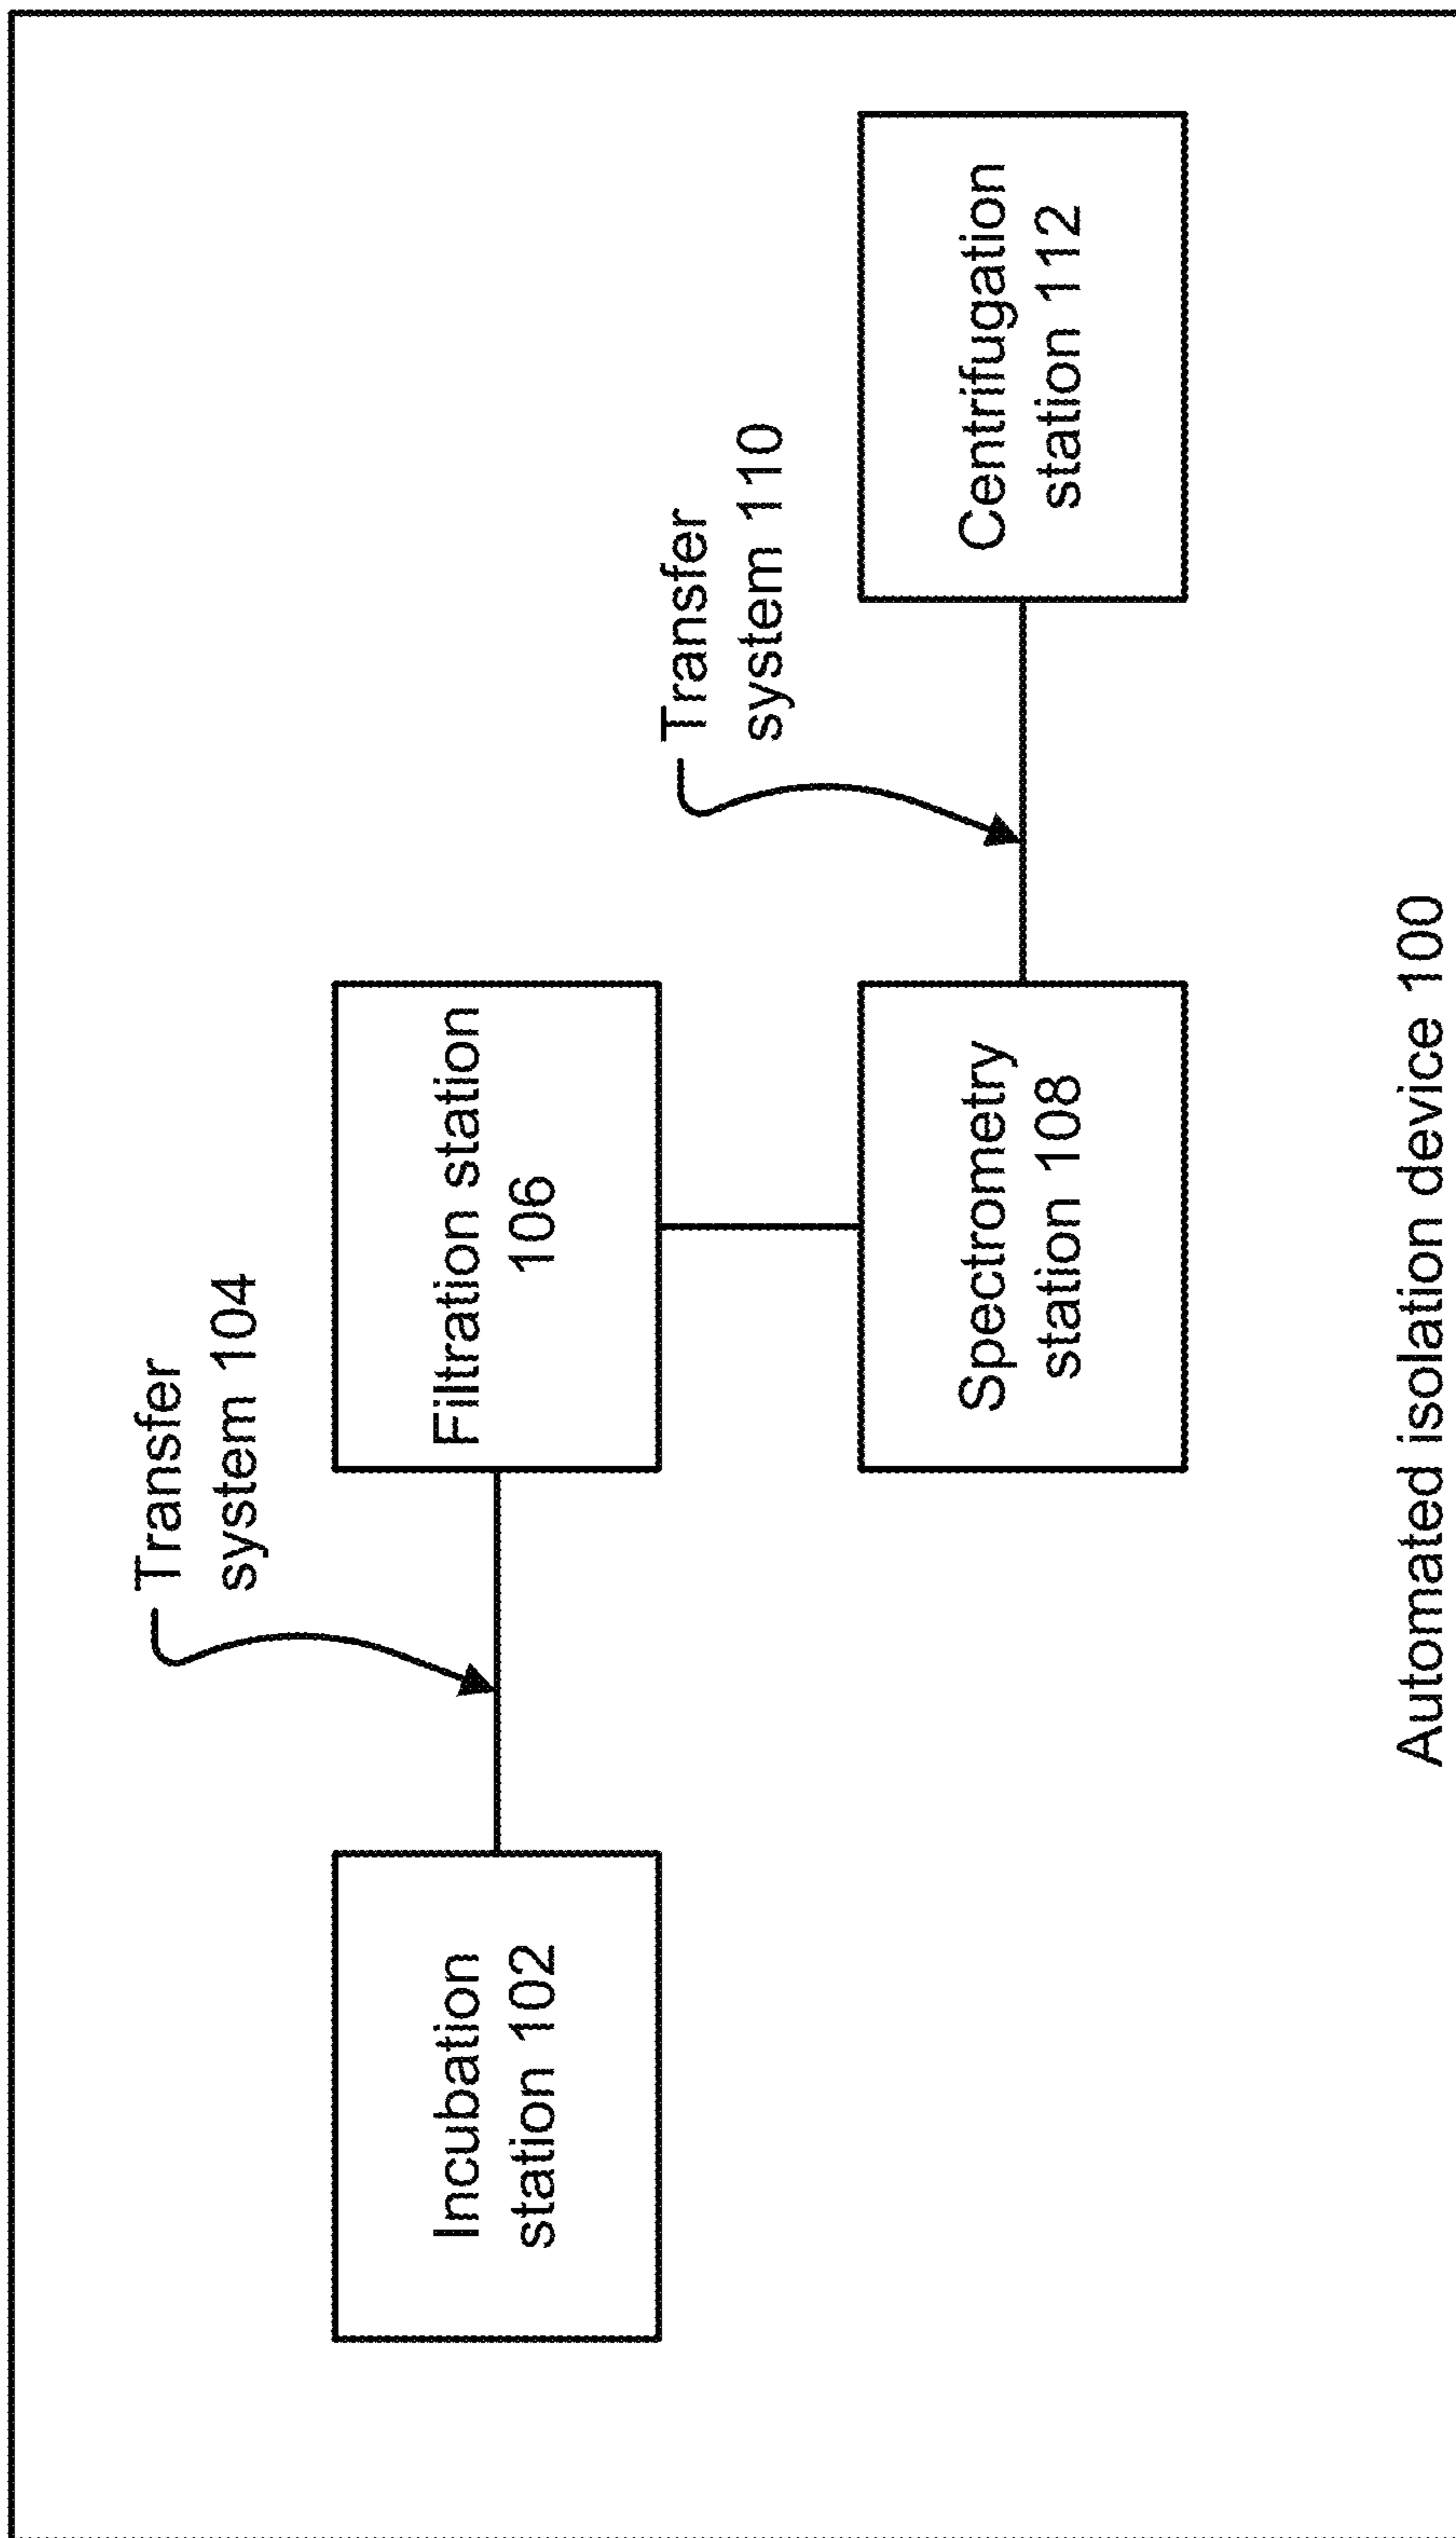 Transfer
system 104
Incubation
station 102
Filtration station
106
Transfer
system 110
Spectrometry
station 108
Centrifugation
station 112
Automated isolation device 100